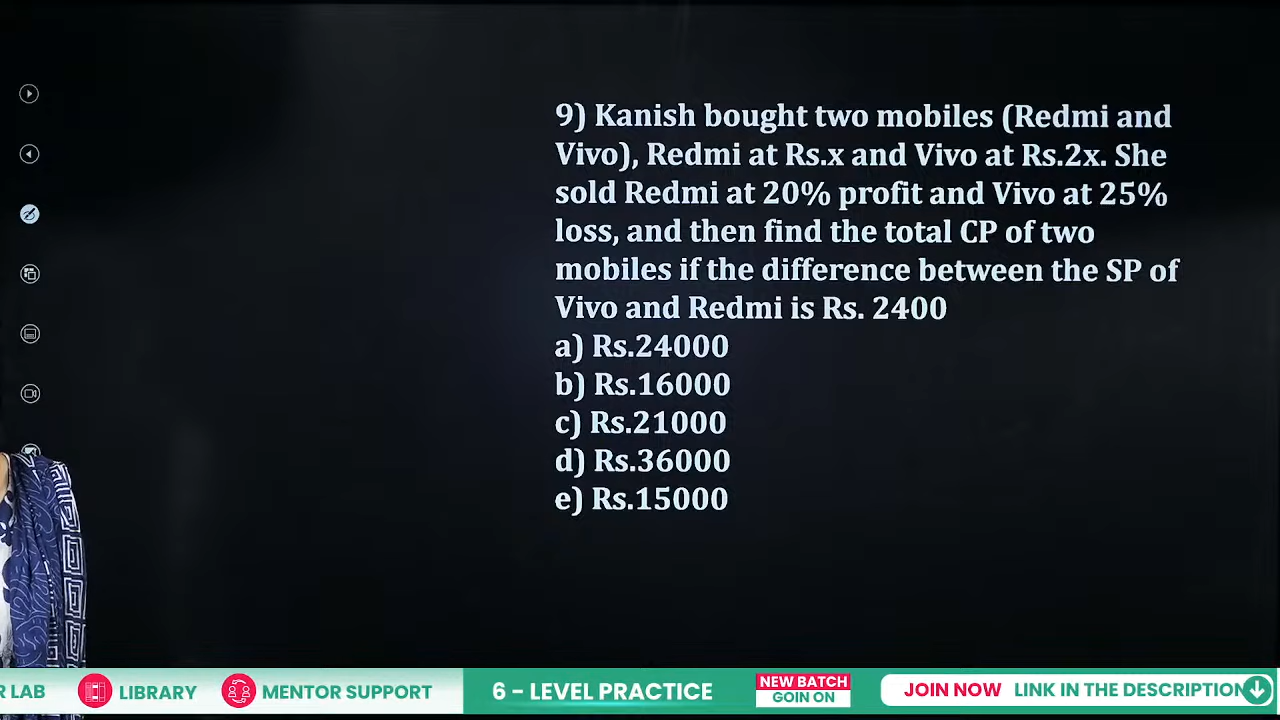 9) Kanish bought two mobiles (Redmi and
Vivo), Redmi at Rs.x and Vivo at Rs.2x. She
sold Redmi at 20% profit and Vivo at 25%
loss, and then find the total CP of two
mobiles if the difference between the SP of
Vivo and Redmi is Rs. 2400
a) Rs.24000
b) Rs.16000
c) Rs.21000
d) Rs.36000
e) Rs.15000
R LAB LIBRARY MENTOR SUPPORT 6 - LEVEL PRACTICE NEW BATCH
GOIN ON
JOIN NOW LINK IN THE DESCRIPTION